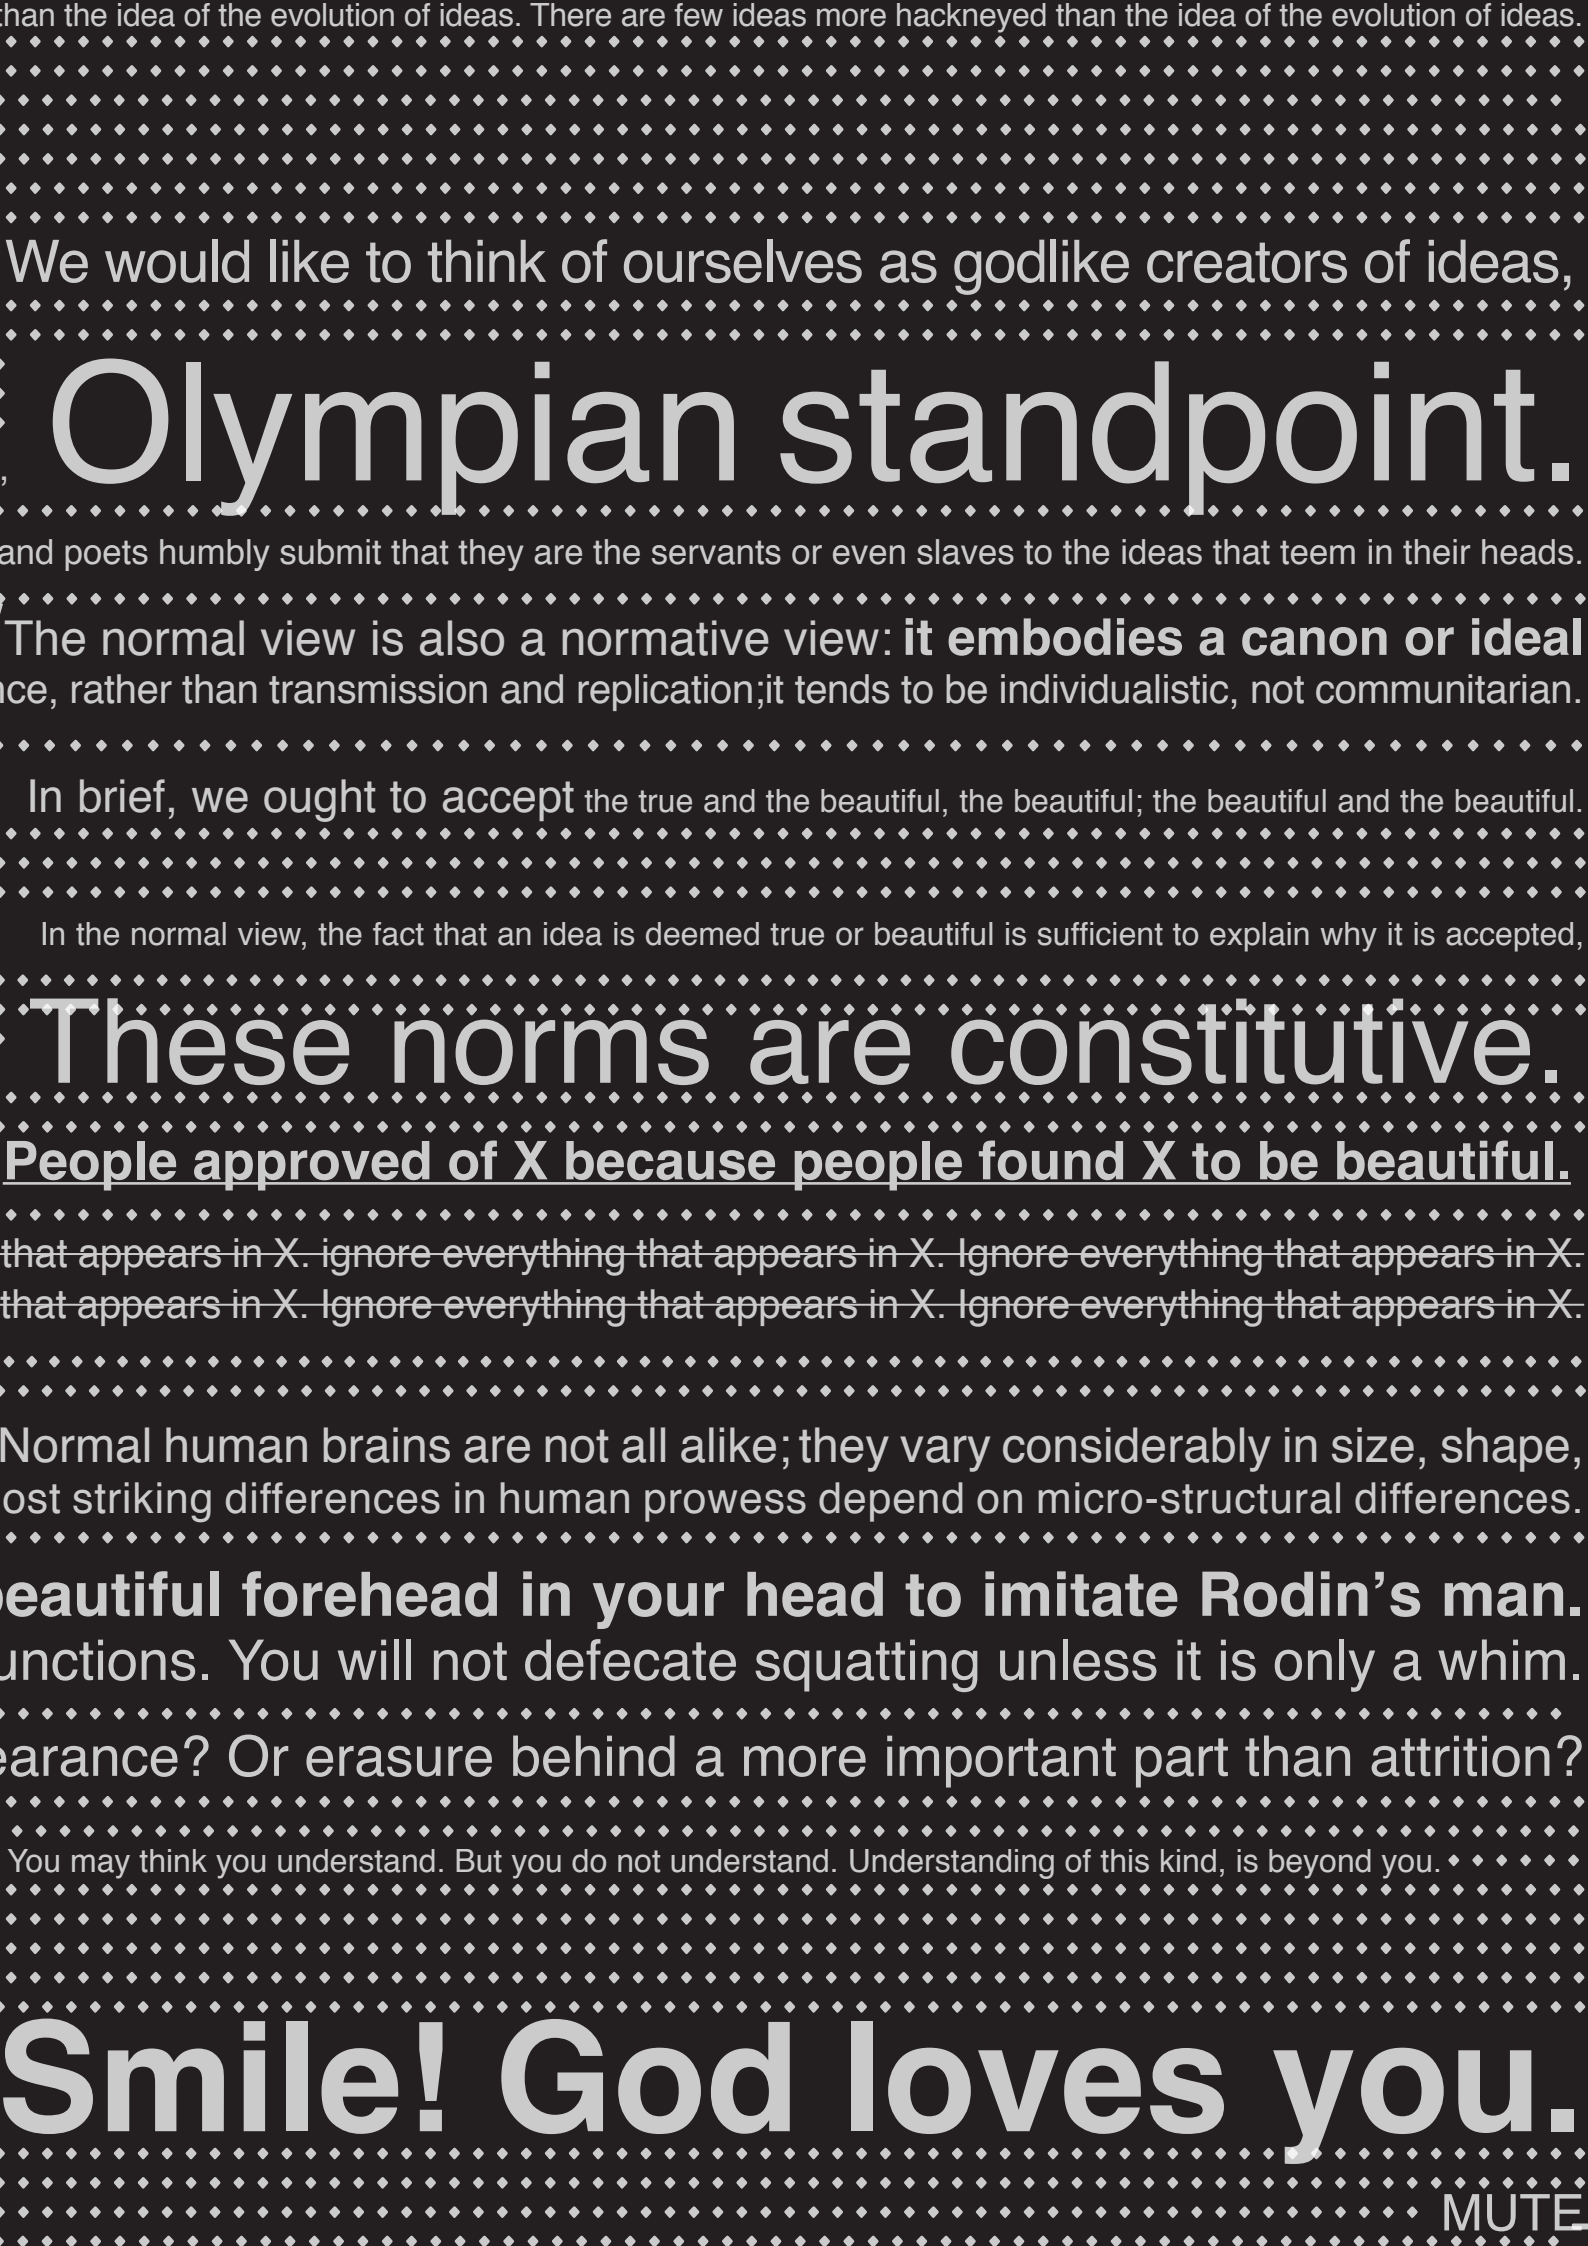 than the idea of the evolution of ideas. There are few ideas more hackneyed than the idea of the evolution of ideas.
We would like to think of ourselves as godlike creators of ideas,
, Olympian standpoint.
and poets humbly submit that they are the servants or even slaves to the ideas that teem in their heads.
The normal view is also a normative view: it embodies a canon or ideal
nce, rather than transmission and replication;it tends to be individualistic, not communitarian.
In brief, we ought to accept the true and the beautiful, the beautiful; the beautiful and the beautiful.
In the normal view, the fact that an idea is deemed true or beautiful is sufficient to explain why it is accepted,
These norms are constitutive.
People approved of X because people found X to be beautiful.
that appears in X. ignore everything that appears in X. Ignore everything that appears in X.
that appears in X. Ignore everything that appears in X. Ignore everything that appears in X.
Normal human brains are not all alike; they vary considerably in size, shape,
ost striking differences in human prowess depend on micro-structural differences.
beautiful forehead in your head to imitate Rodin’s man.
unctions. You will not defecate squatting unless it is only a whim.
earance? Or erasure behind a more important part than attrition?
You may think you understand. But you do not understand. Understanding of this kind, is beyond you.
Smile! God loves you.
MUTE